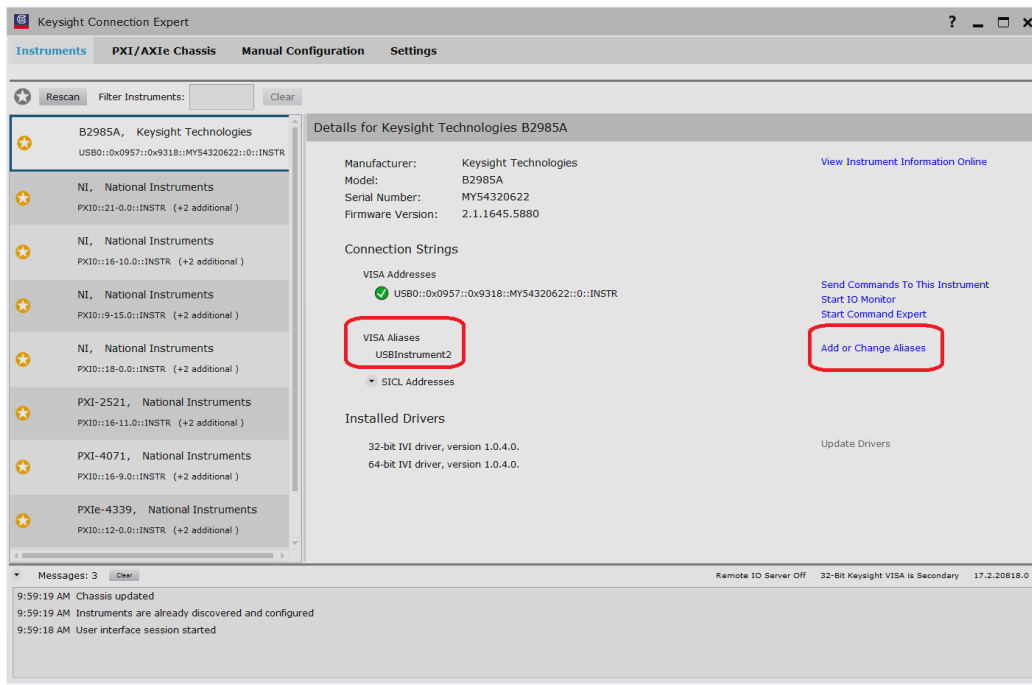 Keysight Connection Expert
?
Instruments PXI/AXIe Chassis Manual Configuration Settings
Rescan Filter Instruments: Clear
B2985A, Keysight Technologies
USB0::0x0957::0x9318::MY54320622::0::INSTR
NI, National Instruments
PXI0::21-0.0::INSTR (+2 additional )
NI, National Instruments
PXI0::16-10.0::INSTR (+2 additional )
NI, National Instruments
PXI0::9-15.0::INSTR (+2 additional )
NI, National Instruments
PXI0::18-0.0::INSTR (+2 additional )
PXI-2521, National Instruments
PXI0::16-11.0::INSTR (+2 additional )
PXI-4071, National Instruments
PXI0::16-9.0::INSTR (+2 additional )
PXIe-4339, National Instruments
PXI0::12-0.0::INSTR (+2 additional )
Details for Keysight Technologies B2985A
Manufacturer: Keysight Technologies View Instrument Information Online
Model: B2985A
Serial Number: MY54320622
Firmware Version: 2.1.1645.5880
Connection Strings
VISA Addresses
USB0::0x0957::0x9318::MY54320622::0::INSTR
Send Commands To This Instrument
Start IO Monitor
Start Command Expert
VISA Aliases
USBInstrument2
Add or Change Aliases
SICL Addresses
Installed Drivers
32-bit IVI driver, version 1.0.4.0.
64-bit IVI driver, version 1.0.4.0.
Update Drivers
Messages: 3 Clear Remote IO Server Off 32-Bit Keysight VISA is Secondary 17.2.20818.0
9:59:19 AM Chassis updated
9:59:19 AM Instruments are already discovered and configured
9:59:18 AM User interface session started